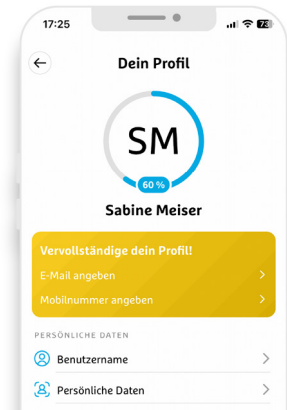 17:25
73
Dein Profil
SM
60 %
Sabine Meiser
Vervollständige dein Profil!
E-Mail angeben
Mobilnummer angeben
PERSÖNLICHE DATEN
Benutzername
Persönliche Daten